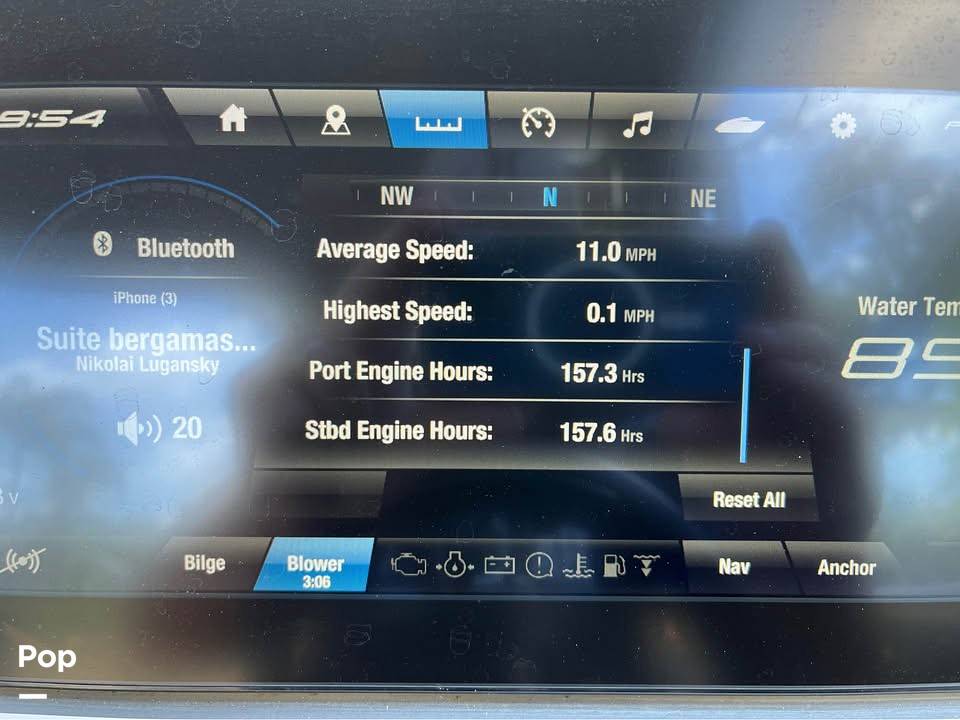 9:54
NW N NE
Bluetooth
iPhone (3)
Suite bergamas...
Nikolai Lugansky
20
Average Speed: 11.0 MPH
Highest Speed: 0.1 MPH
Port Engine Hours: 157.3 Hrs
Stbd Engine Hours: 157.6 Hrs
Water Tem
Reset All
V
Bilge
Blower
3:06
Nav
Anchor
Pop